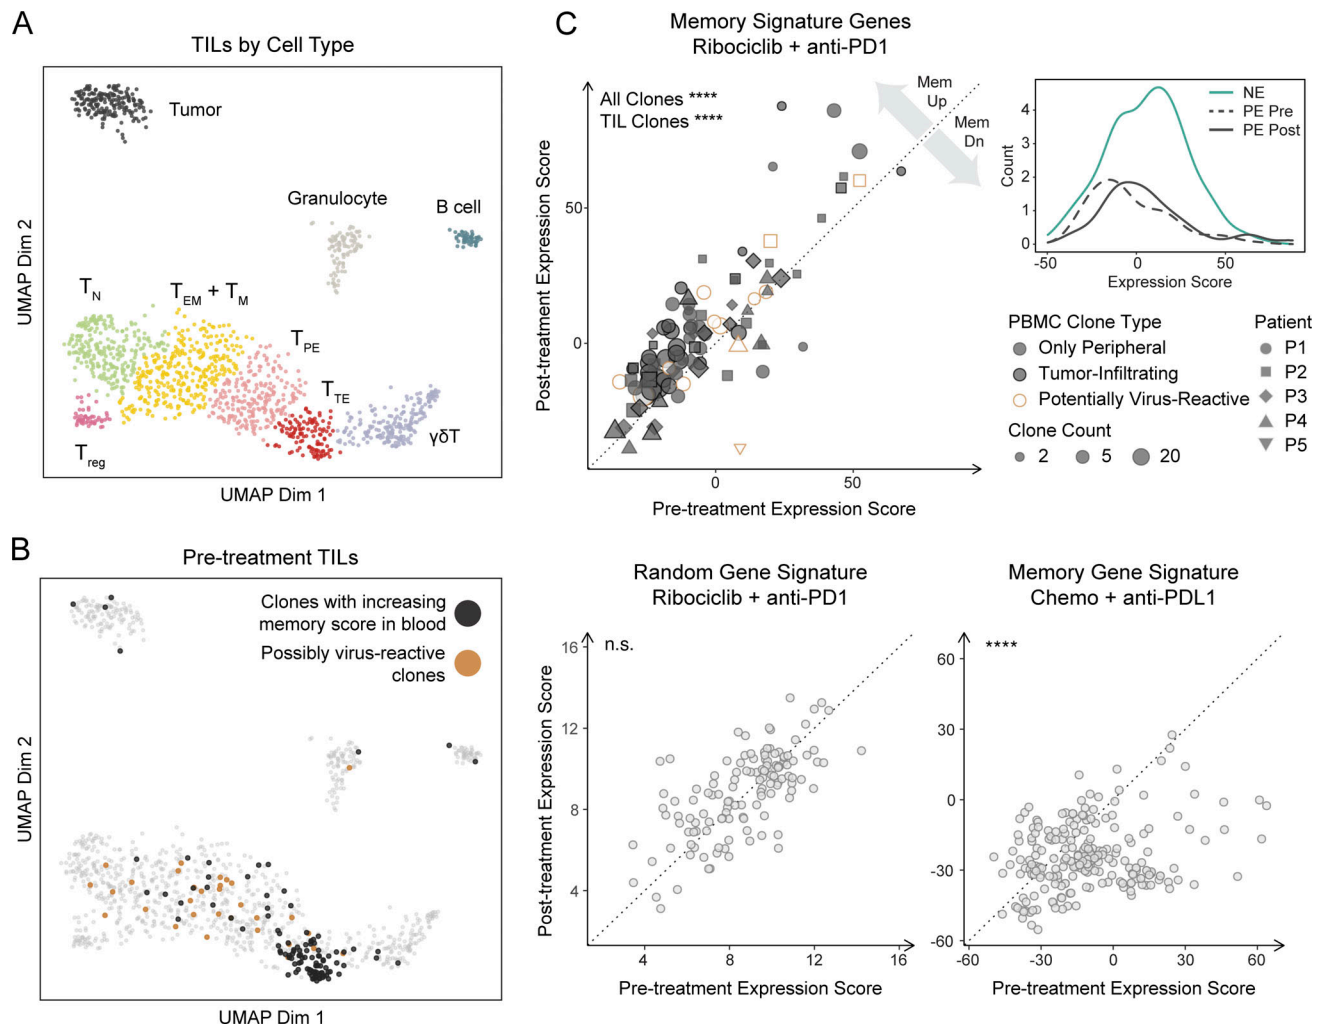 A
TILs by Cell Type
Tumor
Granulocyte
B cell
TN
TEM + TM
TPE
TTE
Treg
γδT
UMAP Dim 2
UMAP Dim 1
B
Pre-treatment TILs
Clones with increasing
memory score in blood
Possibly virus-reactive
clones
UMAP Dim 2
UMAP Dim 1
C
Memory Signature Genes
Ribociclib + anti-PD1
All Clones ****
TIL Clones ****
Mem
Up
Mem
Dn
Post-treatment Expression Score
50
0
0
50
Pre-treatment Expression Score
NE
PE Pre
PE Post
Count
4
3
2
1
0
-50
0
50
Expression Score
PBMC Clone Type
Only Peripheral
Tumor-Infiltrating
Potentially Virus-Reactive
Clone Count
2
5
20
Patient
P1
P2
P3
P4
P5
Random Gene Signature
Ribociclib + anti-PD1
n.s.
Post-treatment Expression Score
16
12
8
4
4
8
12
16
Pre-treatment Expression Score
Memory Gene Signature
Chemo + anti-PDL1
****
60
30
0
-30
-60
-60
-30
0
30
60
Pre-treatment Expression Score